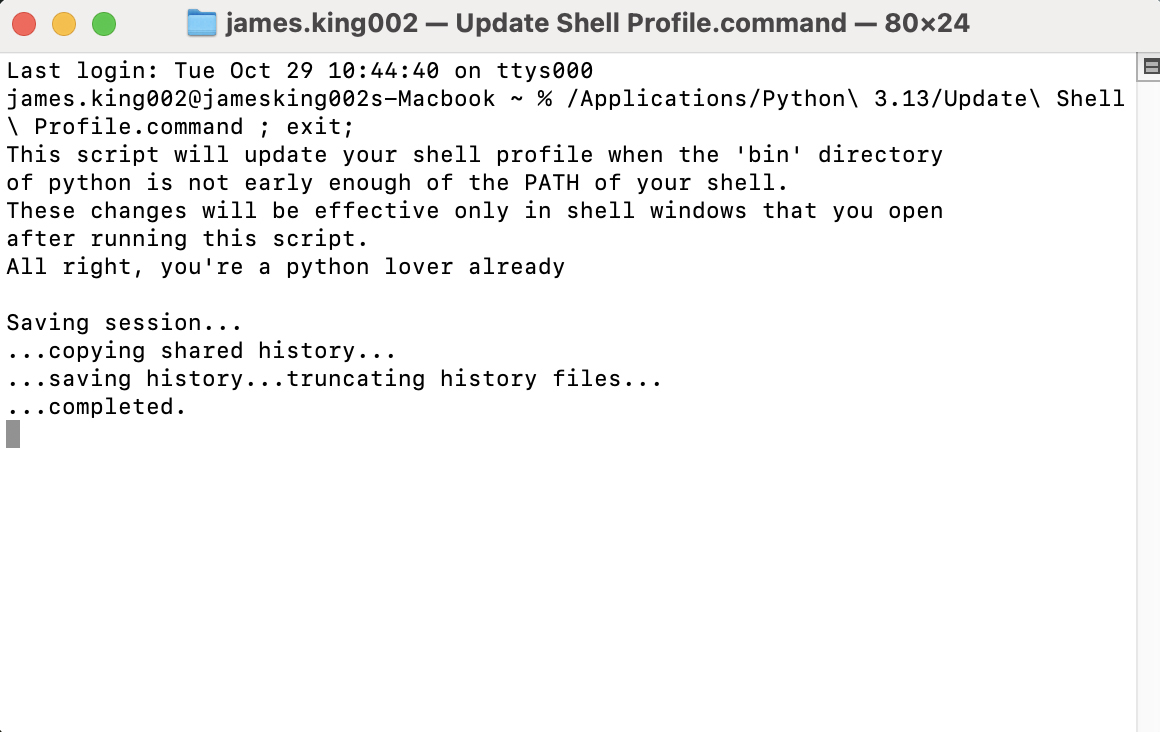 james.king002 — Update Shell Profile.command — 80×24
Last login: Tue Oct 29 10:44:40 on ttys000
james.king002@jamesking002s-Macbook ~ % /Applications/Python\ 3.13/Update\ Shell
\ Profile.command ; exit;
This script will update your shell profile when the 'bin' directory
of python is not early enough of the PATH of your shell.
These changes will be effective only in shell windows that you open
after running this script.
All right, you're a python lover already
Saving session...
...copying shared history...
...saving history...truncating history files...
...completed.